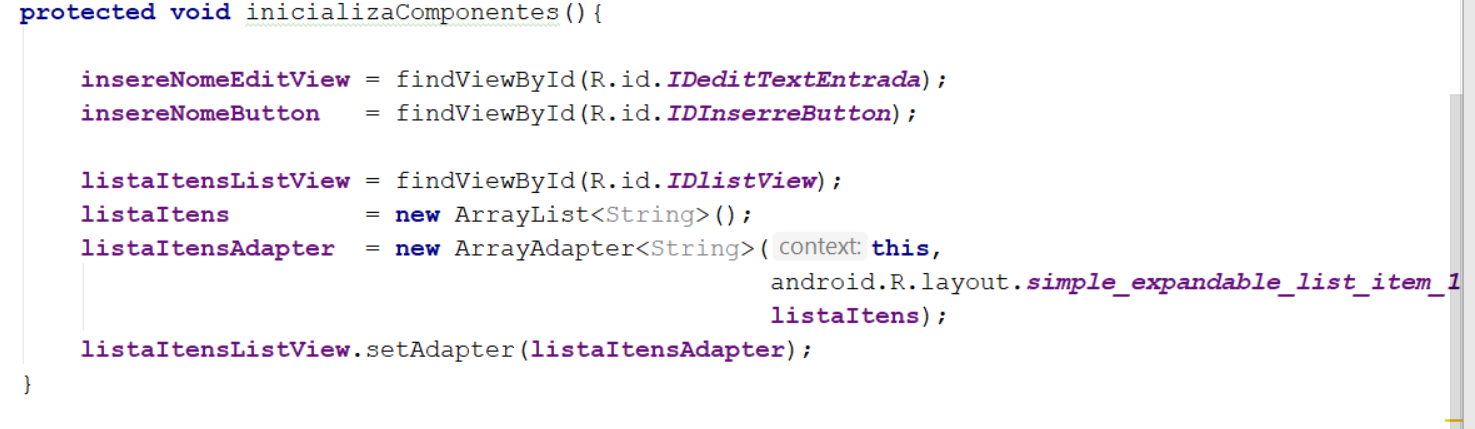 protected void inicializaComponentes(){
insereNomeEditView = findViewById(R.id.IDeditTextEntrada);
insereNomeButton   = findViewById(R.id.IDInserreButton);
listaItensListView = findViewById(R.id.IDlistView);
listaItens         = new ArrayList<String>();
listaItensAdapter  = new ArrayAdapter<String>( context: this,
android.R.layout.simple_expandable_list_item_1
listaItens);
listaItensListView.setAdapter(listaItensAdapter);
}